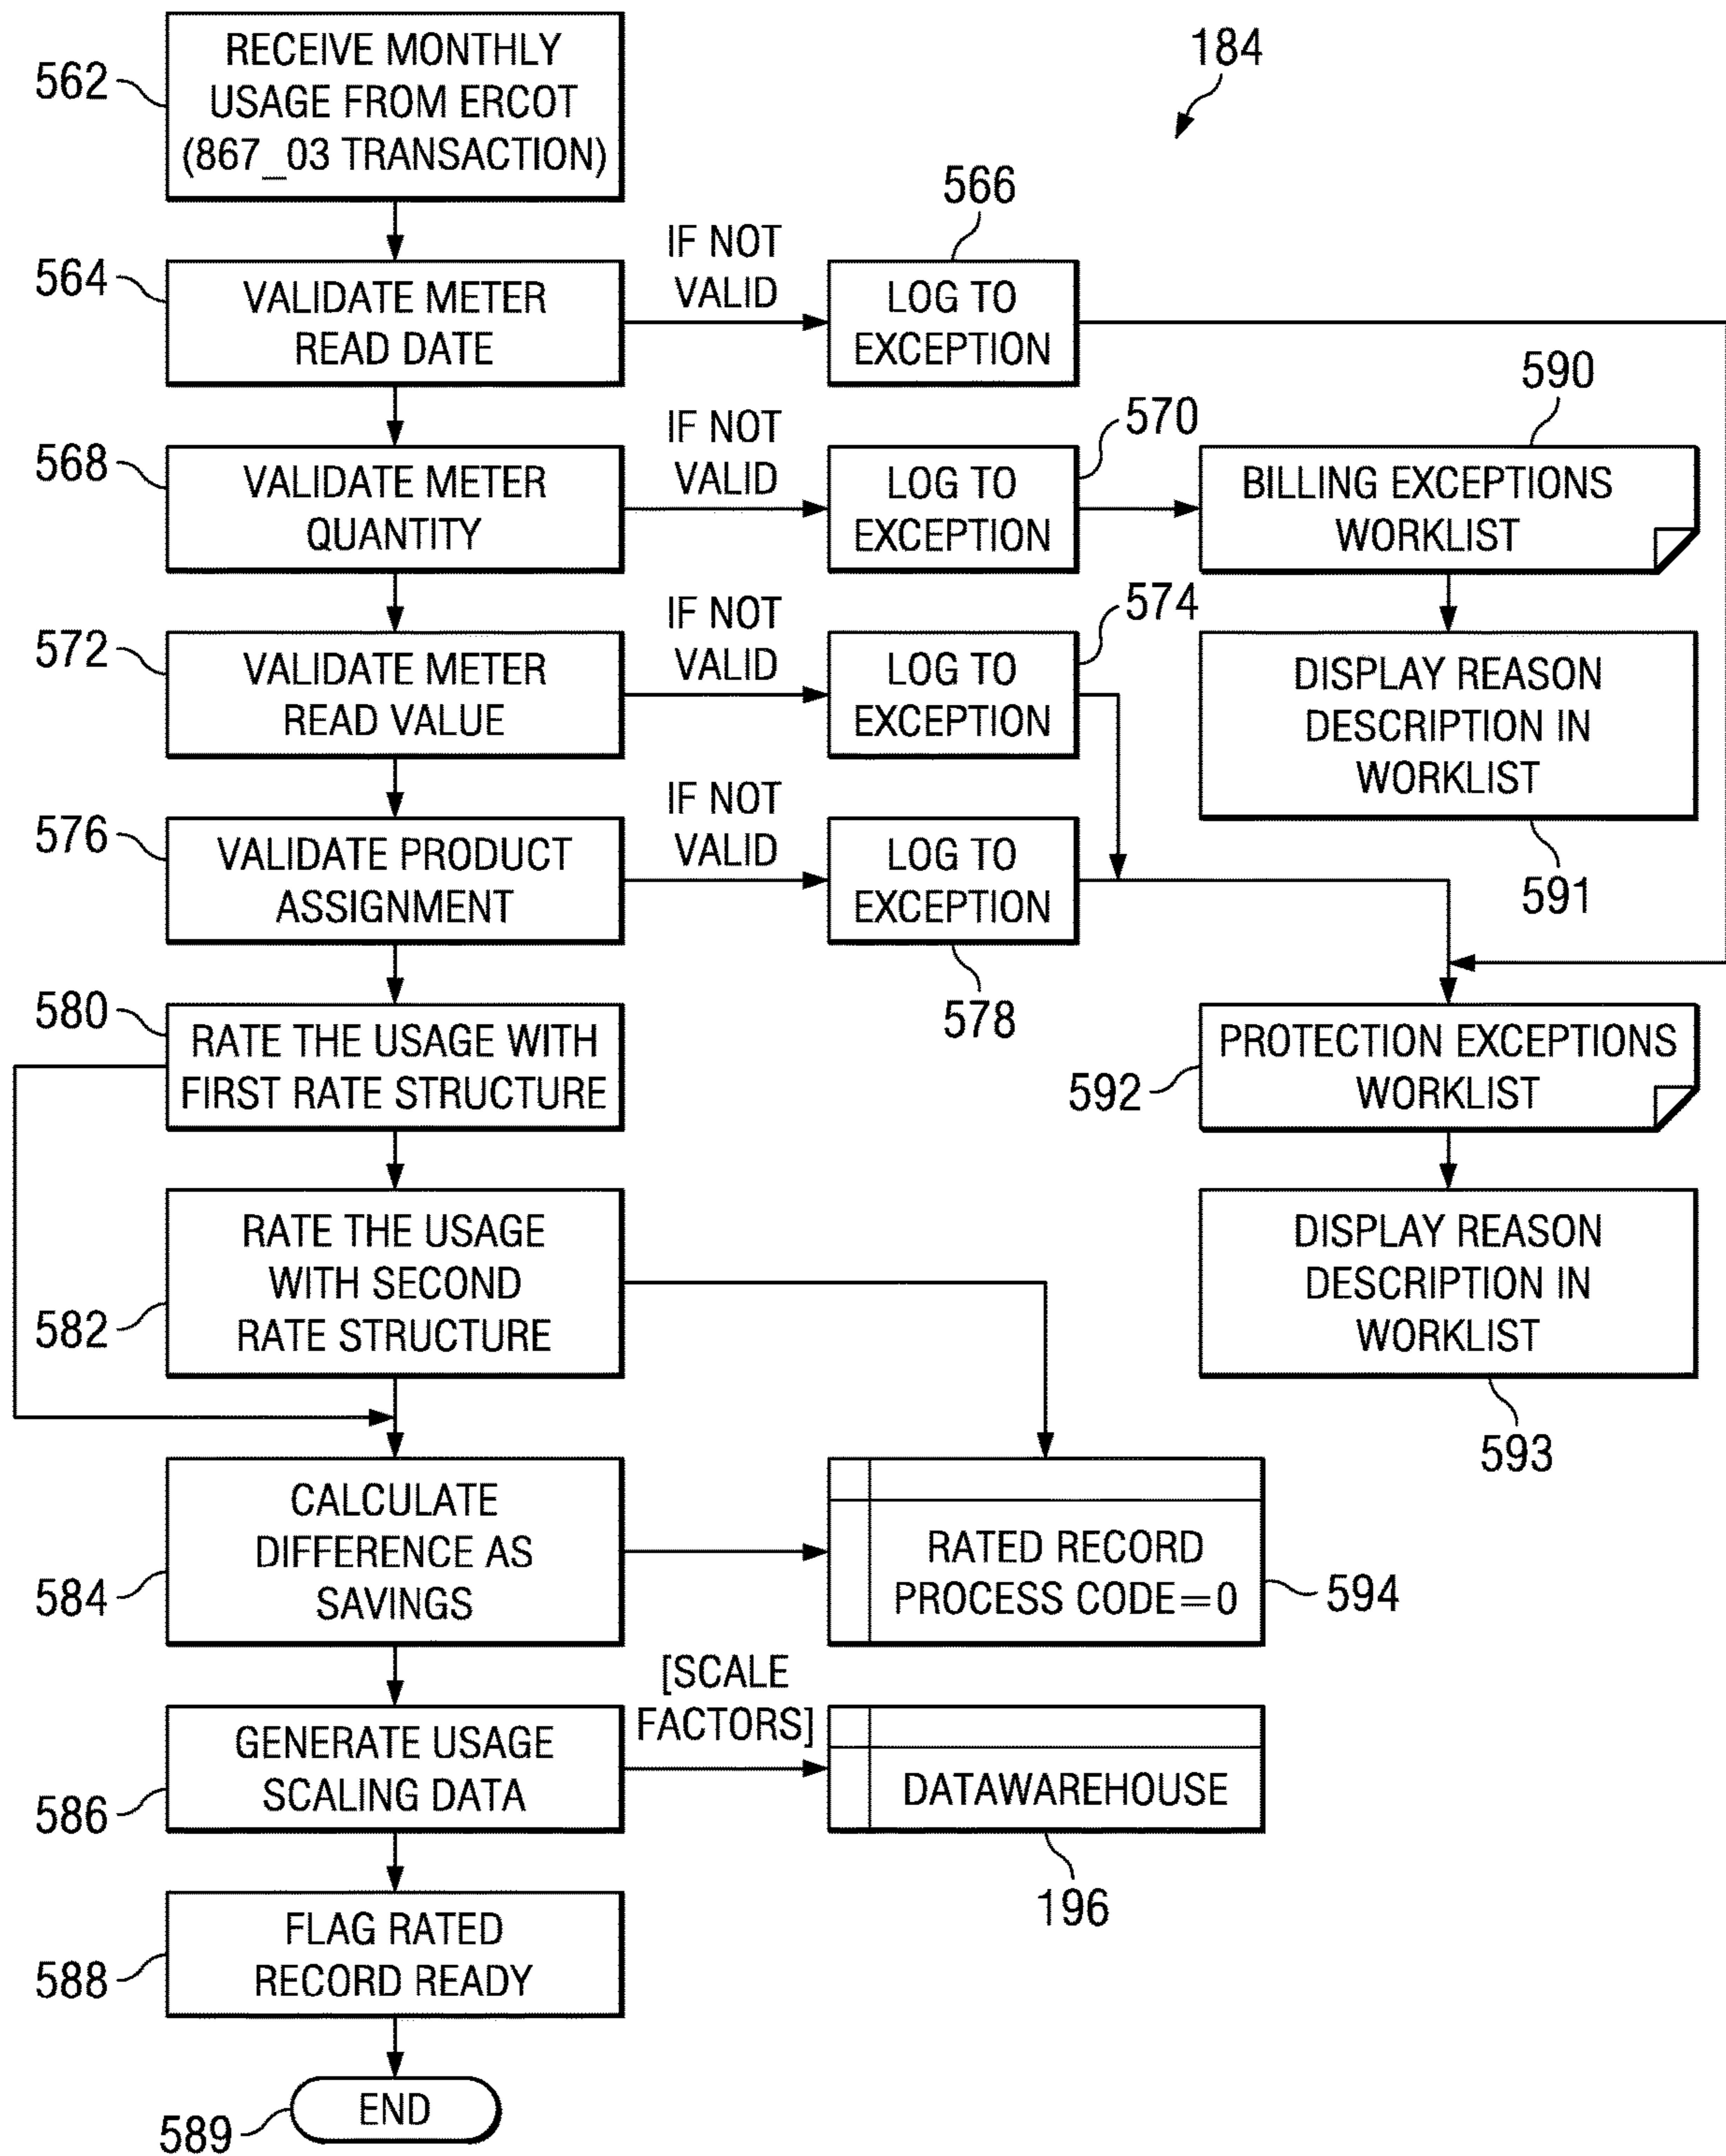 562
RECEIVE MONTHLY
USAGE FROM ERCOT
(867_03 TRANSACTION)
184
564
VALIDATE METER
READ DATE
IF NOT
VALID
566
LOG TO
EXCEPTION
568
VALIDATE METER
QUANTITY
IF NOT
VALID
570
LOG TO
EXCEPTION
590
BILLING EXCEPTIONS
WORKLIST
572
VALIDATE METER
READ VALUE
IF NOT
VALID
574
LOG TO
EXCEPTION
DISPLAY REASON
DESCRIPTION IN
WORKLIST
591
576
VALIDATE PRODUCT
ASSIGNMENT
IF NOT
VALID
LOG TO
EXCEPTION
578
580
RATE THE USAGE WITH
FIRST RATE STRUCTURE
592
PROTECTION EXCEPTIONS
WORKLIST
582
RATE THE USAGE
WITH SECOND
RATE STRUCTURE
DISPLAY REASON
DESCRIPTION IN
WORKLIST
593
584
CALCULATE
DIFFERENCE AS
SAVINGS
RATED RECORD
PROCESS CODE=0
594
586
GENERATE USAGE
SCALING DATA
[SCALE
FACTORS]
DATAWAREHOUSE
196
588
FLAG RATED
RECORD READY
589
END